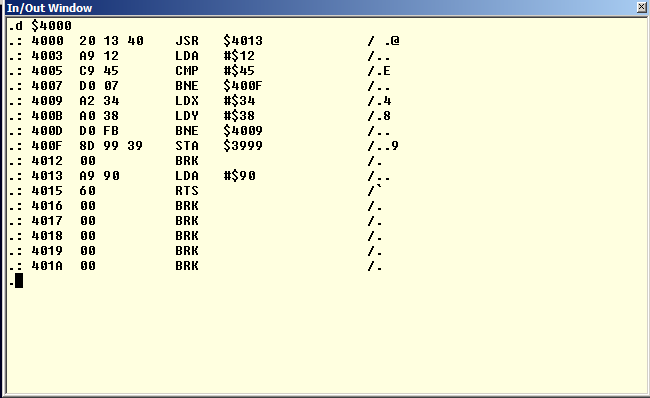 In/Out Window
.d $4000
.: 4000  20 13 40    JSR   $4013             / .@
.: 4003  A9 12       LDA   #$12              /..
.: 4005  C9 45       CMP   #$45              /.E
.: 4007  D0 07       BNE   $400F             /..
.: 4009  A2 34       LDX   #$34              /.4
.: 400B  A0 38       LDY   #$38              /.8
.: 400D  D0 FB       BNE   $4009             /..
.: 400F  8D 99 39    STA   $3999             /..9
.: 4012  00          BRK                     /.
.: 4013  A9 90       LDA   #$90              /..
.: 4015  60          RTS                     /`
.: 4016  00          BRK                     /.
.: 4017  00          BRK                     /.
.: 4018  00          BRK                     /.
.: 4019  00          BRK                     /.
.: 401A  00          BRK                     /.
.